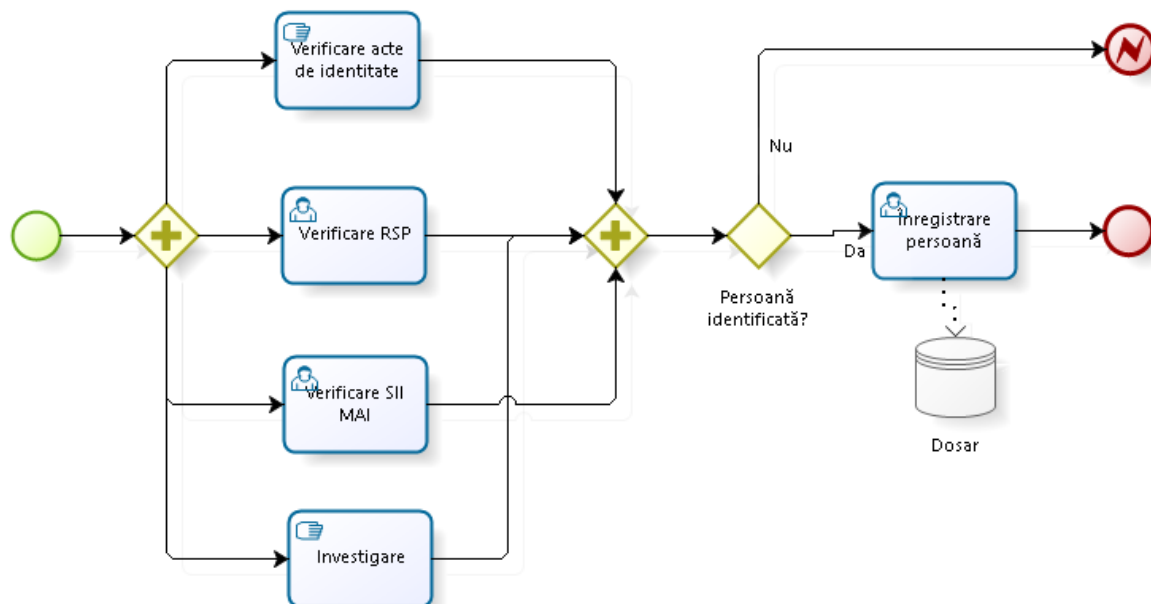 Verificare acte
de identitate
Nu
Verificare RSP
Înregistrare
persoană
Da
Persoană
identificată?
Verificare SII
MAI
Dosar
Investigare